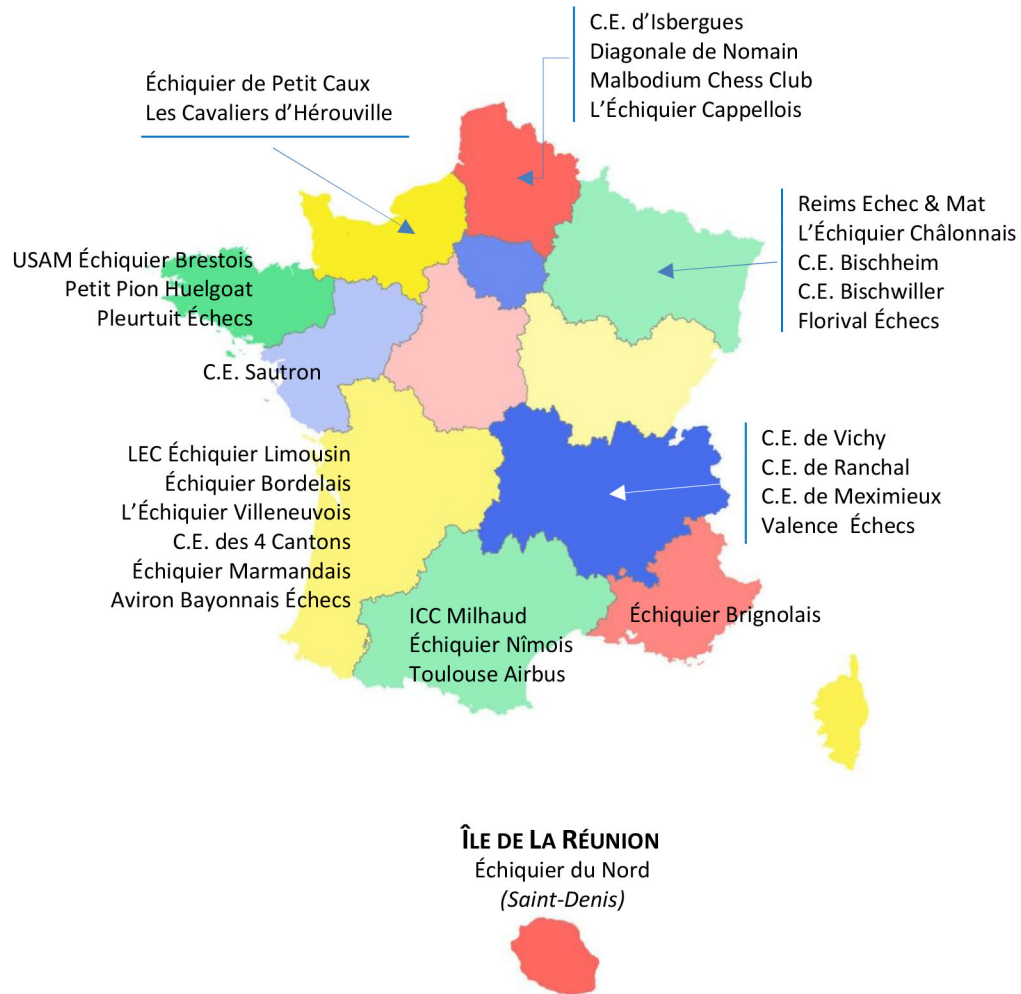 C.E. d’Isbergues
Diagonale de Nomain
Malbodium Chess Club
L’Échiquier Cappellois
Échiquier de Petit Caux
Les Cavaliers d’Hérouville
Reims Echec & Mat
L’Échiquier Châlonnais
C.E. Bischheim
C.E. Bischwiller
Florival Échecs
USAM Échiquier Brestois
Petit Pion Huelgoat
Pleurtuit Échecs
C.E. Sautron
LEC Échiquier Limousin
Échiquier Bordelais
L’Échiquier Villeneuvois
C.E. des 4 Cantons
Échiquier Marmandais
Aviron Bayonnais Échecs
C.E. de Vichy
C.E. de Ranchal
C.E. de Meximieux
Valence Échecs
ICC Milhaud
Échiquier Nîmois
Toulouse Airbus
Échiquier Brignolais
ÎLE DE LA RÉUNION
Échiquier du Nord
(Saint-Denis)